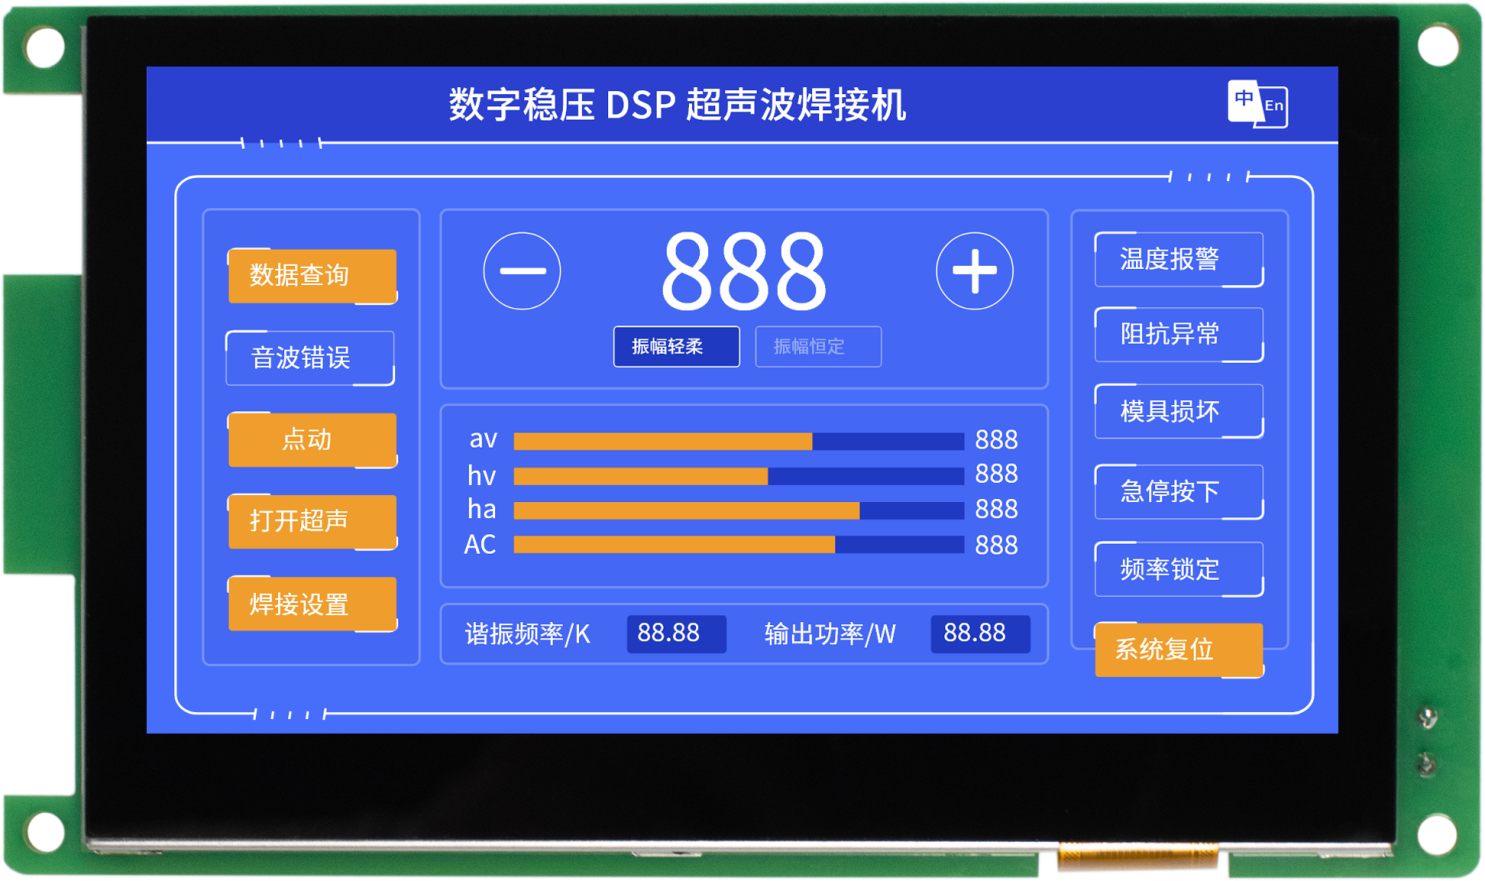 数字稳压 DSP 超声波焊接机
中 En
数据查询
音波错误
点动
打开超声
焊接设置
888
振幅轻柔
振幅恒定
av 888
hv 888
ha 888
AC 888
谐振频率/K 88.88
输出功率/W 88.88
温度报警
阻抗异常
模具损坏
急停按下
频率锁定
系统复位